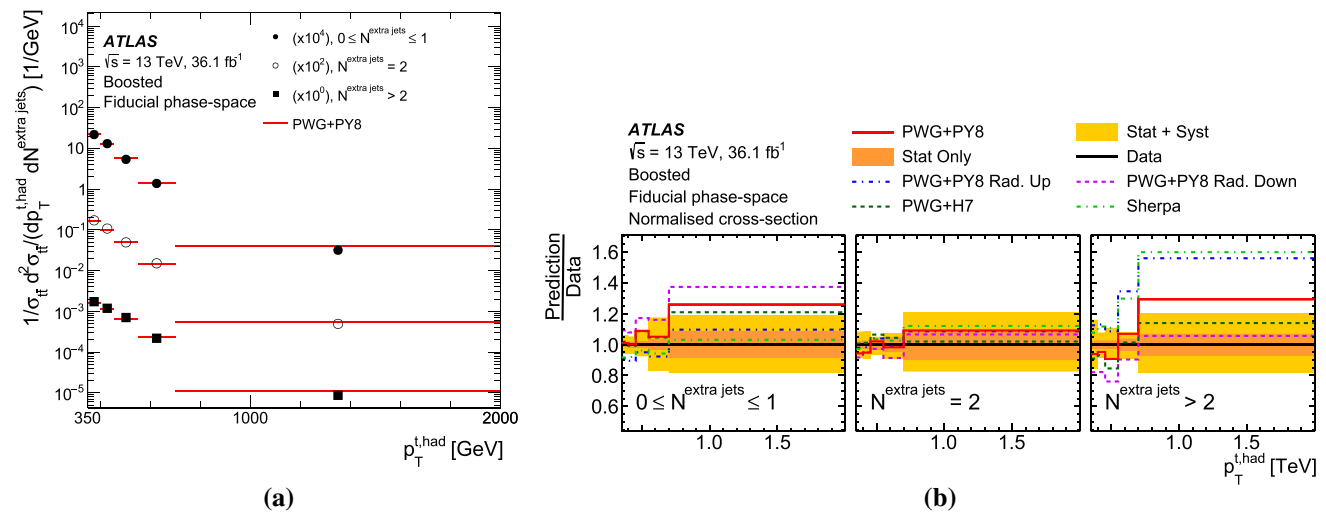 ATLAS
√s = 13 TeV, 36.1 fb⁻¹
Boosted
Fiducial phase-space
(x10⁴), 0 ≤ N^extra jets ≤ 1
(x10²), N^extra jets = 2
(x10⁰), N^extra jets > 2
PWG+PY8
1/σ_tt̄ d²σ_tt̄/(dp_T^t,had dN^extra jets) [1/GeV]
10⁴
10³
10²
10
1
10⁻¹
10⁻²
10⁻³
10⁻⁴
10⁻⁵
350 1000 2000
p_T^t,had [GeV]
(a)
ATLAS
√s = 13 TeV, 36.1 fb⁻¹
Boosted
Fiducial phase-space
Normalised cross-section
PWG+PY8
Stat Only
PWG+PY8 Rad. Up
PWG+H7
Stat + Syst
Data
PWG+PY8 Rad. Down
Sherpa
Prediction
Data
1.6
1.4
1.2
1.0
0.8
0.6
0 ≤ N^extra jets ≤ 1
N^extra jets = 2
N^extra jets > 2
1.0 1.5 1.0 1.5 1.0 1.5
p_T^t,had [TeV]
(b)